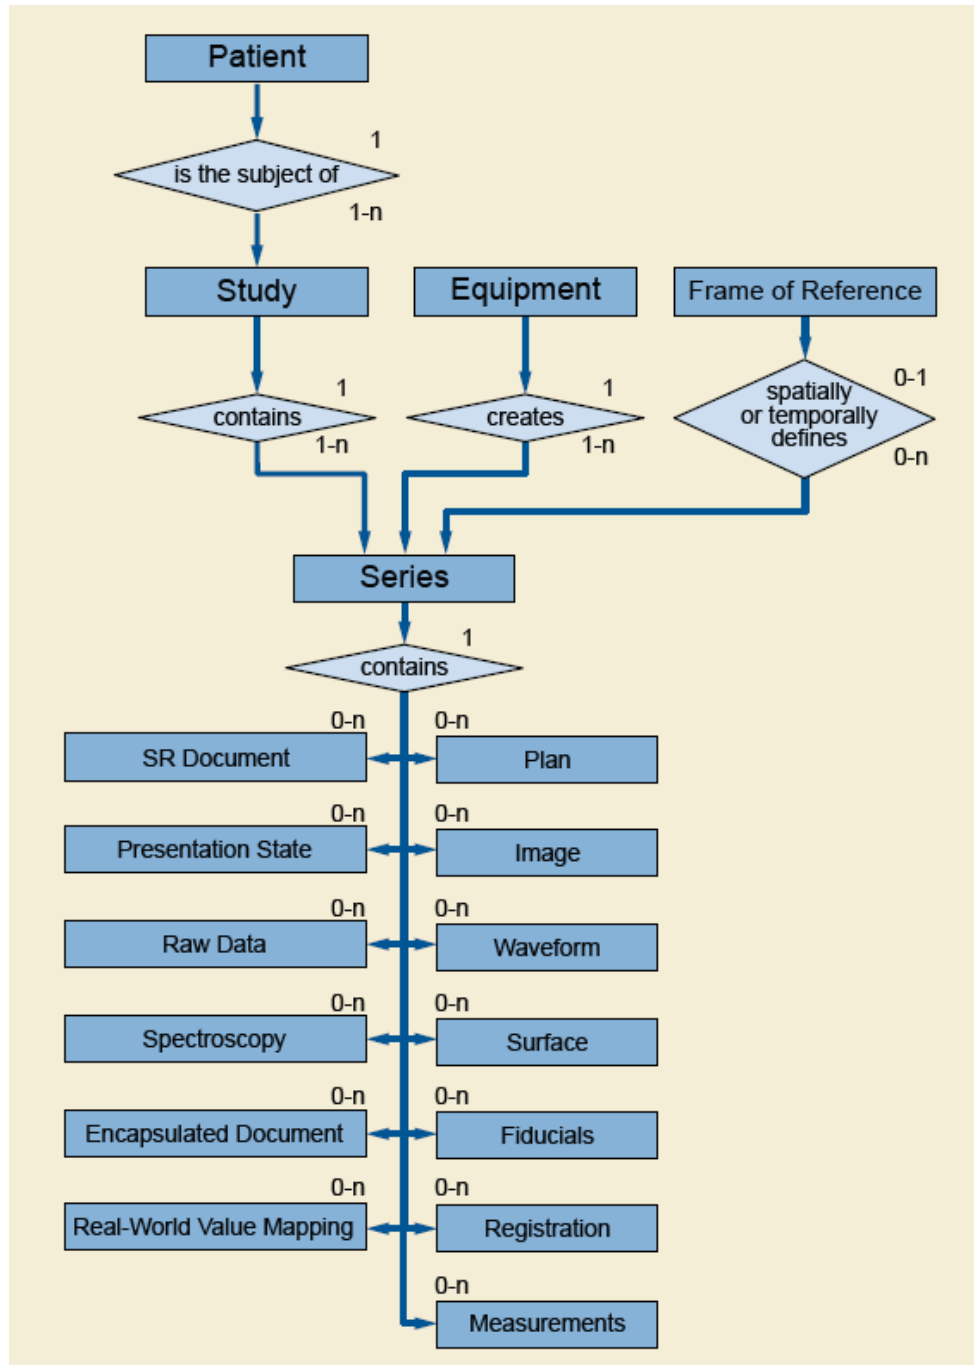 Patient
1
is the subject of
1-n
Study
Equipment
Frame of Reference
1
contains
1-n
1
creates
1-n
0-1
spatially
or temporally
defines
0-n
Series
1
contains
0-n
0-n
SR Document
Plan
0-n
0-n
Presentation State
Image
0-n
0-n
Raw Data
Waveform
0-n
0-n
Spectroscopy
Surface
0-n
0-n
Encapsulated Document
Fiducials
0-n
0-n
Real-World Value Mapping
Registration
0-n
Measurements